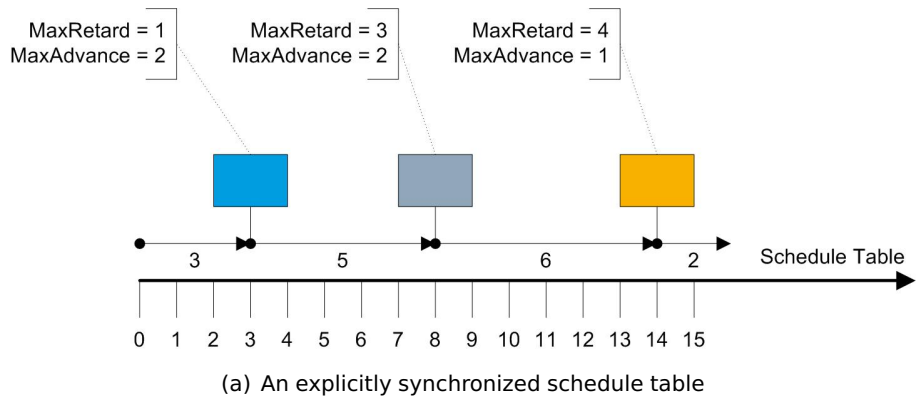 MaxRetard = 1
MaxAdvance = 2
MaxRetard = 3
MaxAdvance = 2
MaxRetard = 4
MaxAdvance = 1
3
5
6
2
Schedule Table
0 1 2 3 4 5 6 7 8 9 10 11 12 13 14 15
(a) An explicitly synchronized schedule table